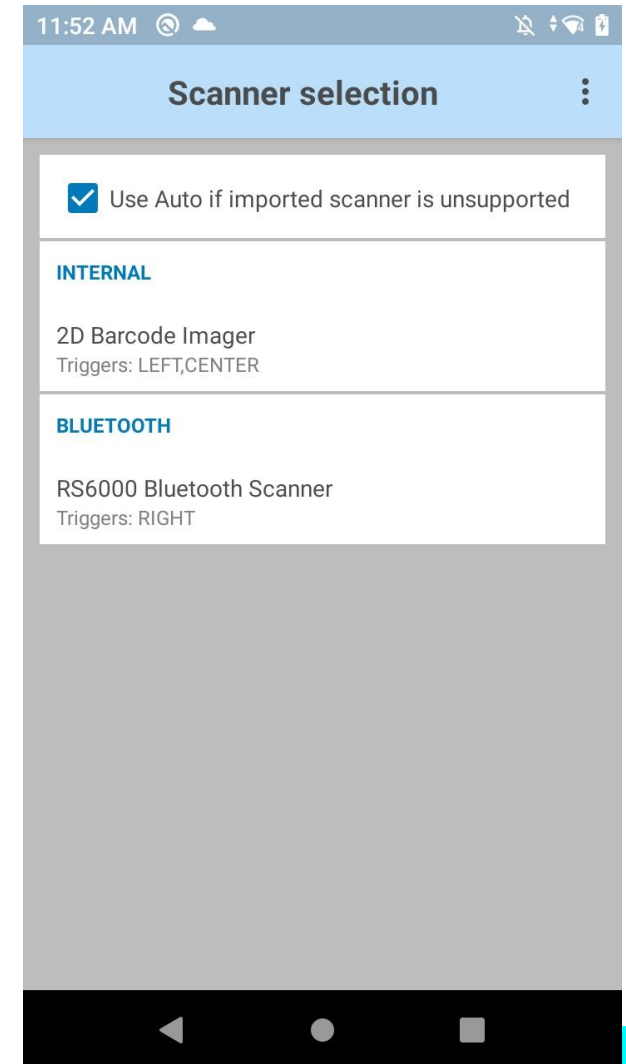 11:52 AM
Scanner selection
Use Auto if imported scanner is unsupported
INTERNAL
2D Barcode Imager
Triggers: LEFT,CENTER
BLUETOOTH
RS6000 Bluetooth Scanner
Triggers: RIGHT